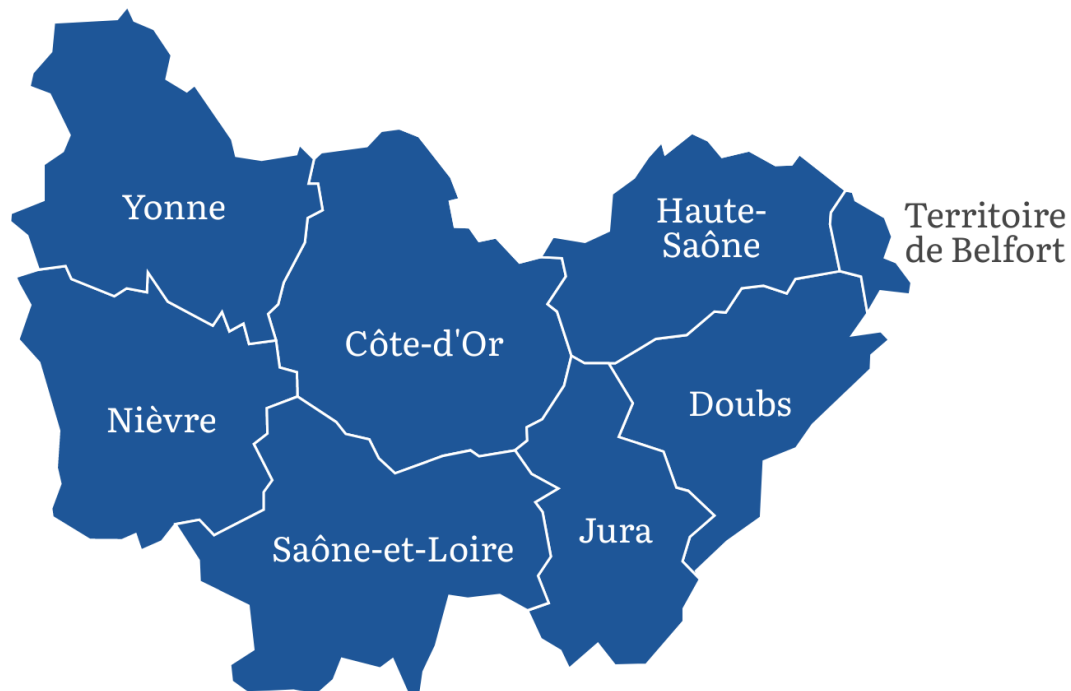 Yonne
Haute-
Saône
Territoire
de Belfort
Côte-d'Or
Doubs
Nièvre
Jura
Saône-et-Loire